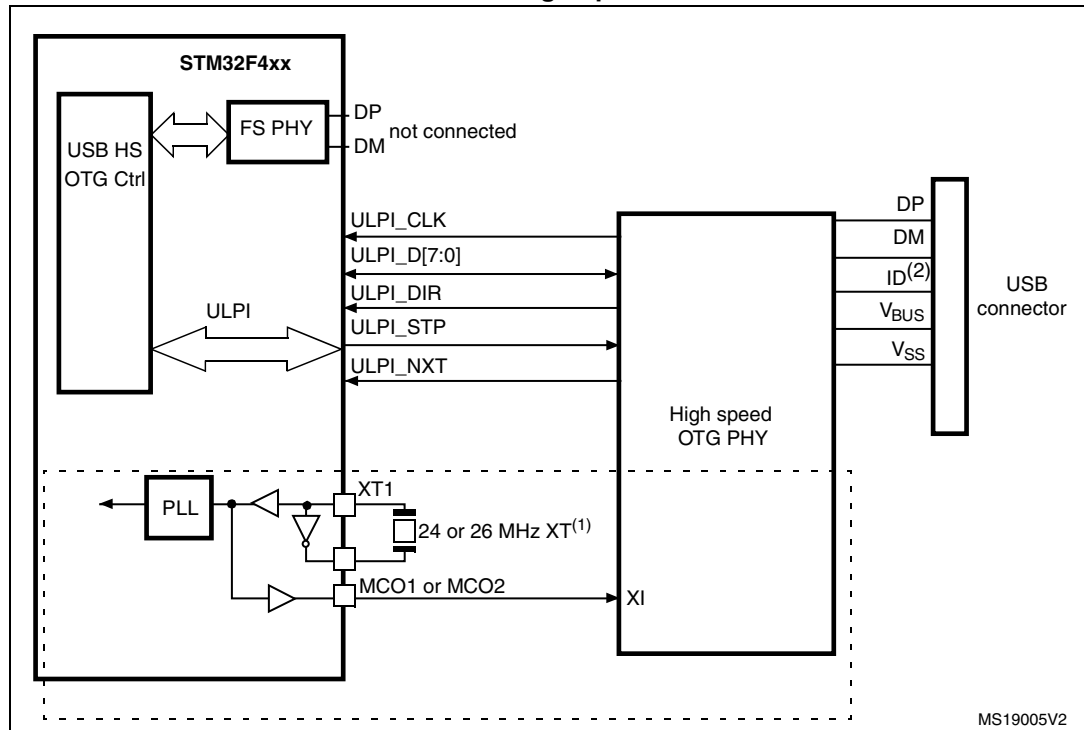 STM32F4xx
USB HS
OTG Ctrl
FS PHY
DP
DM
not connected
ULPI
ULPI_CLK
ULPI_D[7:0]
ULPI_DIR
ULPI_STP
ULPI_NXT
High speed
OTG PHY
DP
DM
ID(2)
VBUS
VSS
USB
connector
PLL
XT1
24 or 26 MHz XT(1)
MCO1 or MCO2
XI
MS19005V2